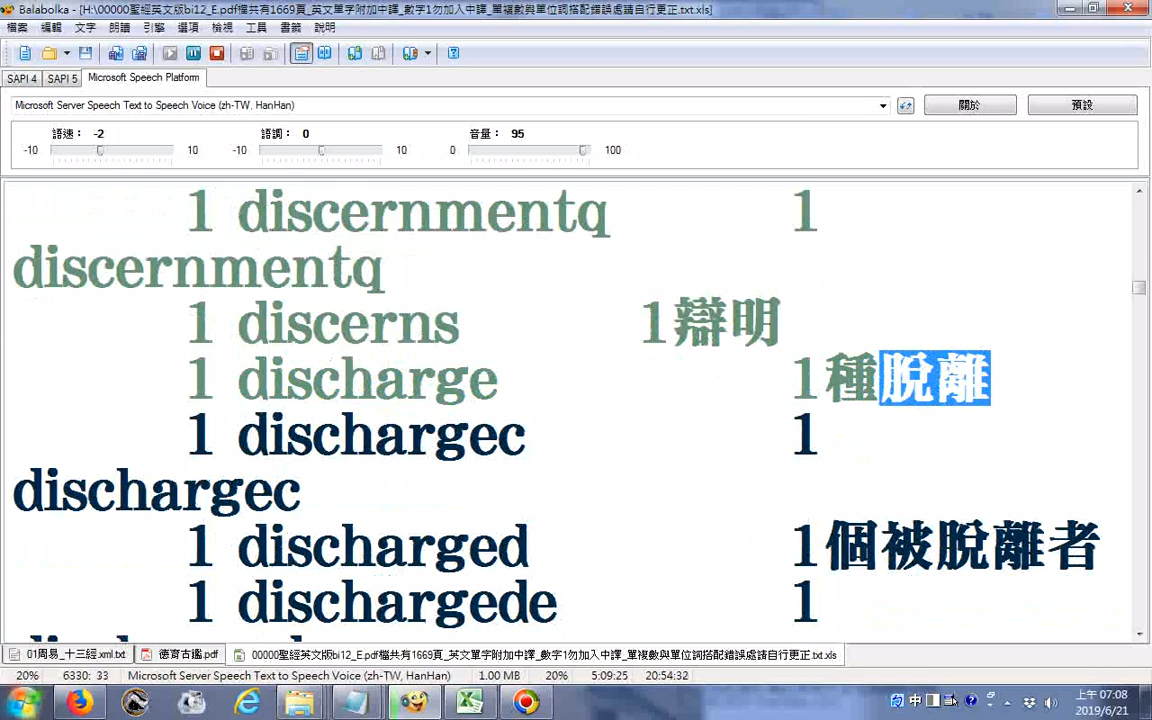 Balabolka - [H:\00000聖經英文版bi12_E.pdf檔共有1669頁_英文單字附加中譯_數字1勿加入中譯_單複數與單位詞搭配錯誤處請自行更正.txt.xls]
檔案 編輯 文字 朗讀 引擎 選項 檢視 工具 書籤 說明
SAPI 4 SAPI 5 Microsoft Speech Platform
Microsoft Server Speech Text to Speech Voice (zh-TW, HanHan) 關於 預設
語速： -2 語調： 0 音量： 95
-10 10 -10 10 0 100
1 discernmentq 1
discernmentq
1 discerns 1辯明
1 discharge 1種脫離
1 dischargec 1
dischargec
1 discharged 1個被脫離者
1 dischargede 1
01周易_十三經.xml.txt 德育古鑑.pdf 00000聖經英文版bi12_E.pdf檔共有1669頁_英文單字附加中譯_數字1勿加入中譯_單複數與單位詞搭配錯誤處請自行更正.txt.xls
20% 6330: 33 Microsoft Server Speech Text to Speech Voice (zh-TW, HanHan) 1.00 MB 20% 5:09:25 20:54:32
中 上午 07:08
2019/6/21